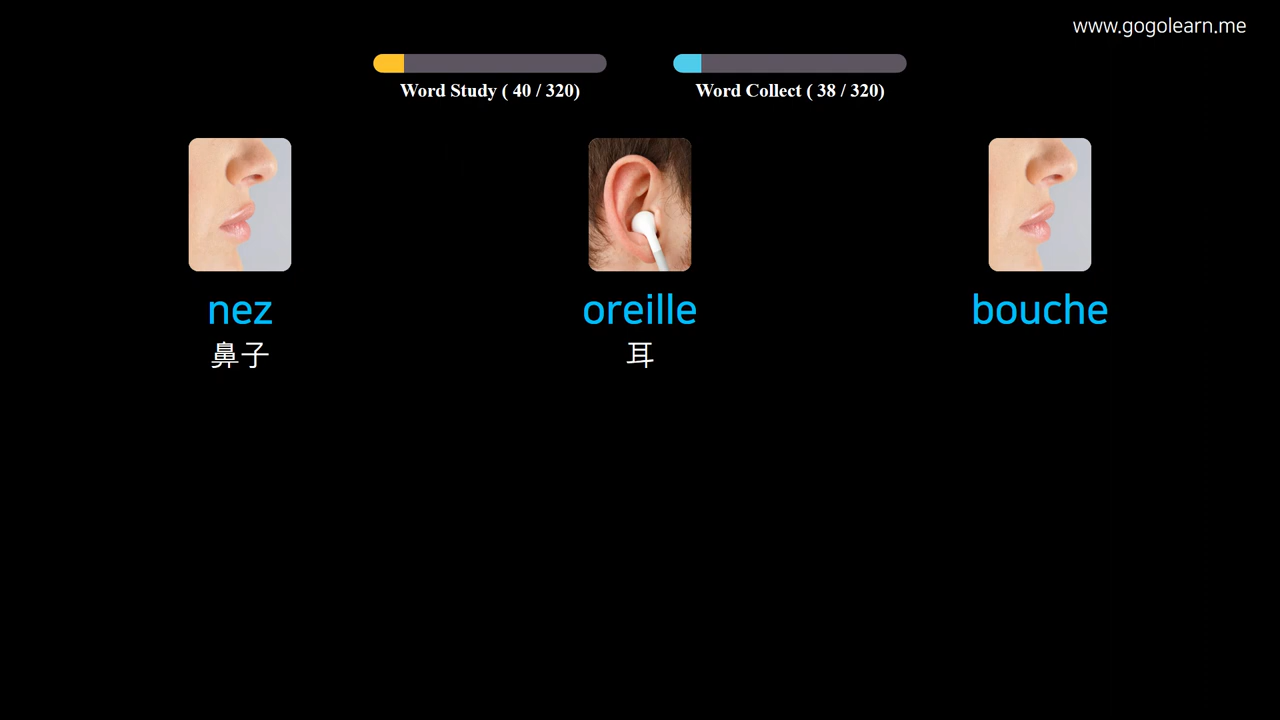 www.gogolearn.me
Word Study ( 40 / 320)
Word Collect ( 38 / 320)
nez
oreille
bouche
鼻子
耳